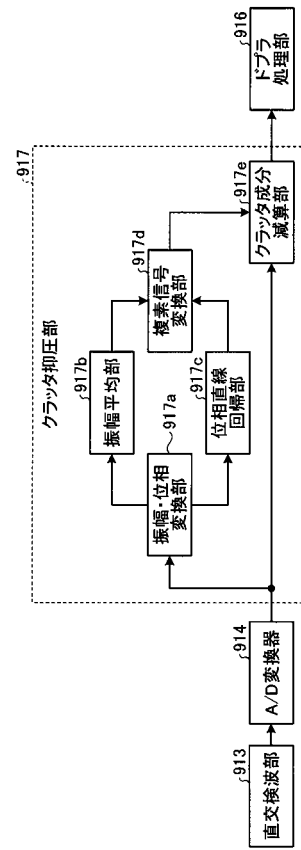 917
クラッタ抑圧部
913
直交検波部
914
A/D変換器
917a
振幅・位相
変換部
917b
振幅平均部
917c
位相直線
回帰部
917d
複素信号
変換部
917e
クラッタ成分
減算部
916
ドプラ
処理部